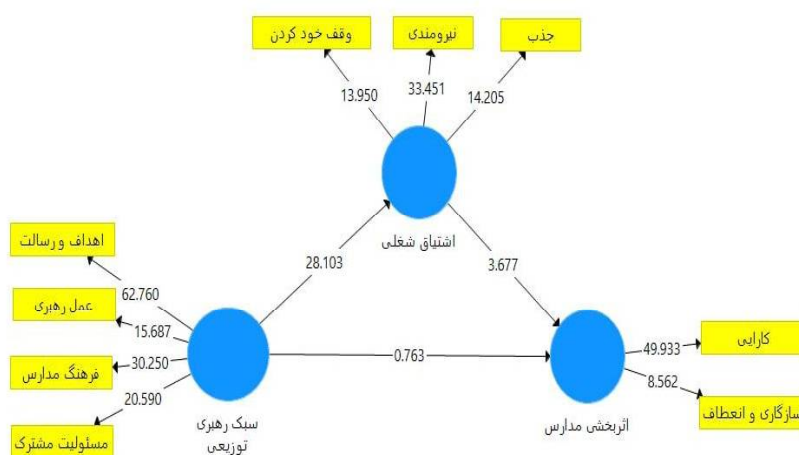 وقف خود کردن
نیرومندی
جذب
13.950
33.451
14.205
اشتیاق شغلی
اهداف و رسالت
عمل رهبری
فرهنگ مدارس
مسئولیت مشترک
62.760
15.687
30.250
20.590
سبک رهبری
توزیعی
28.103
3.677
0.763
اثربخشی مدارس
49.933
8.562
کارایی
سازگاری و انعطاف